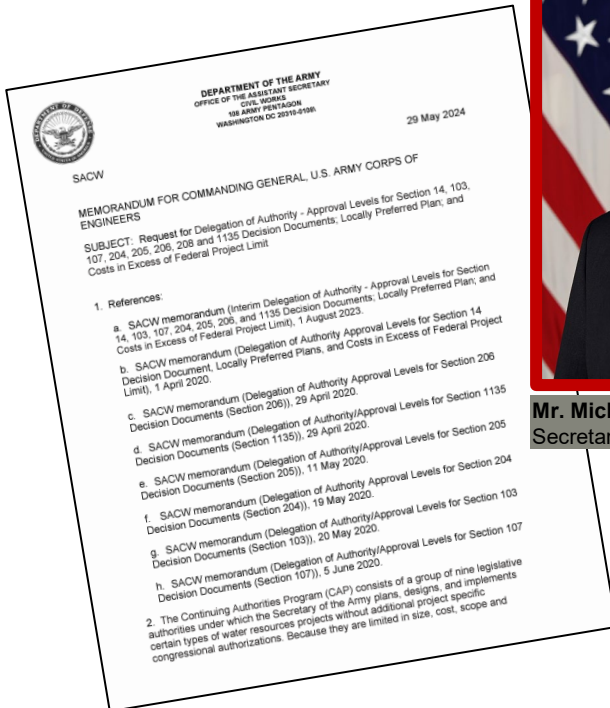 DEPARTMENT OF THE ARMY
OFFICE OF THE ASSISTANT SECRETARY
CIVIL WORKS
108 ARMY PENTAGON
WASHINGTON DC 20310-0108
29 May 2024
SACW
MEMORANDUM FOR COMMANDING GENERAL, U.S. ARMY CORPS OF
ENGINEERS
SUBJECT: Request for Delegation of Authority - Approval Levels for Section 14, 103,
107, 204, 205, 206, 208 and 1135 Decision Documents; Locally Preferred Plan; and
Costs in Excess of Federal Project Limit
1. References:
a. SACW memorandum (Interim Delegation of Authority - Approval Levels for Section
14, 103, 107, 204, 205, 206, and 1135 Decision Documents; Locally Preferred Plan; and
Costs in Excess of Federal Project Limit), 1 August 2023.
b. SACW memorandum (Delegation of Authority Approval Levels for Section 14
Decision Document, Locally Preferred Plans, and Costs in Excess of Federal Project
Limit), 1 April 2020.
c. SACW memorandum (Delegation of Authority Approval Levels for Section 206
Decision Documents (Section 206)), 29 April 2020.
d. SACW memorandum (Delegation of Authority/Approval Levels for Section 1135
Decision Documents (Section 1135)), 29 April 2020.
e. SACW memorandum (Delegation of Authority/Approval Levels for Section 205
Decision Documents (Section 205)), 11 May 2020.
f. SACW memorandum (Delegation of Authority Approval Levels for Section 204
Decision Documents (Section 204)), 19 May 2020.
g. SACW memorandum (Delegation of Authority/Approval Levels for Section 103
Decision Documents (Section 103)), 20 May 2020.
h. SACW memorandum (Delegation of Authority/Approval Levels for Section 107
Decision Documents (Section 107)), 5 June 2020.
2. The Continuing Authorities Program (CAP) consists of a group of nine legislative
authorities under which the Secretary of the Army plans, designs, and implements
certain types of water resources projects without additional project specific
congressional authorizations. Because they are limited in size, cost, scope and
Mr. Micl
Secretar